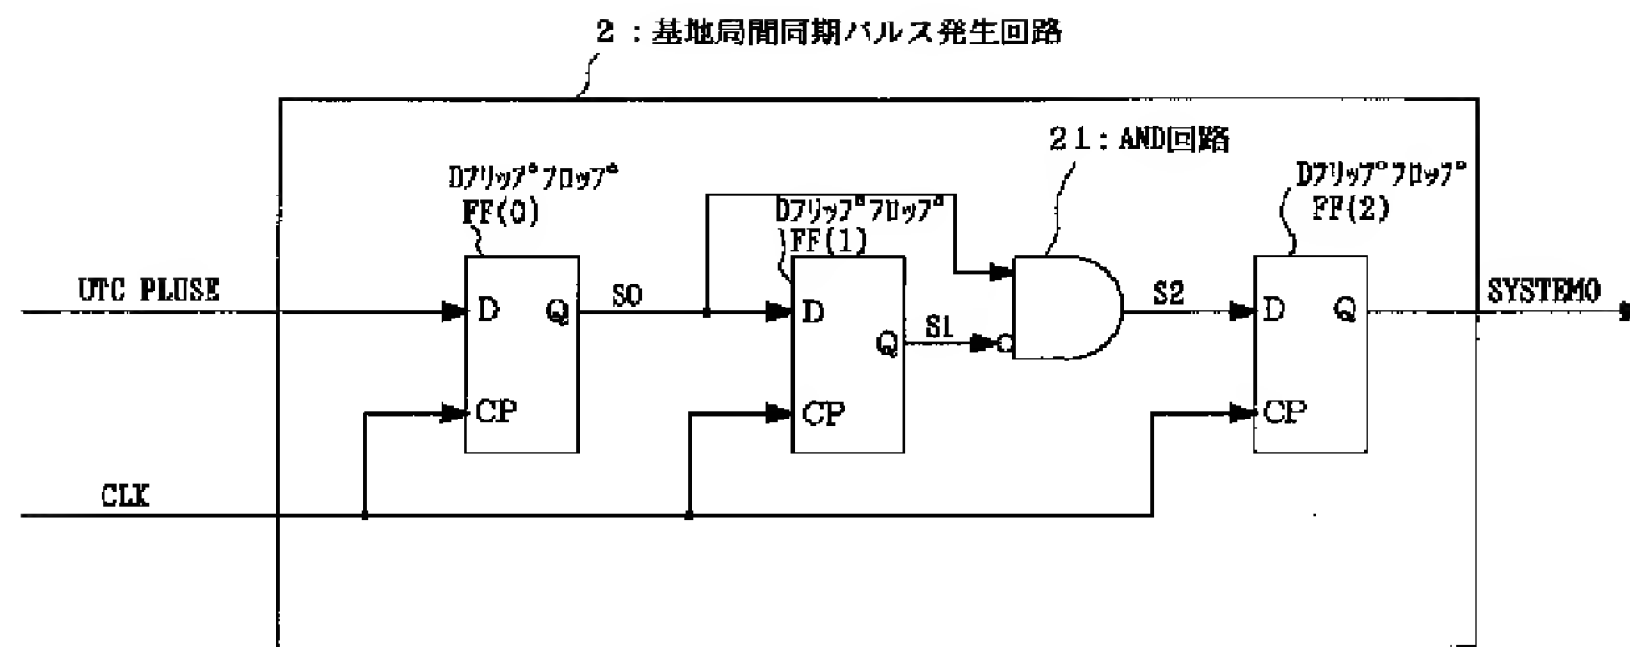 2：基地局間同期パルス発生回路
21：AND回路
Dフリップﾟフロップﾟ
FF(0)
Dフリップﾟフロップﾟ
FF(1)
Dフリップﾟフロップﾟ
FF(2)
UTC PLUSE
D
Q
S0
D
Q
S1
S2
D
Q
SYSTEM0
CP
CP
CP
CLK